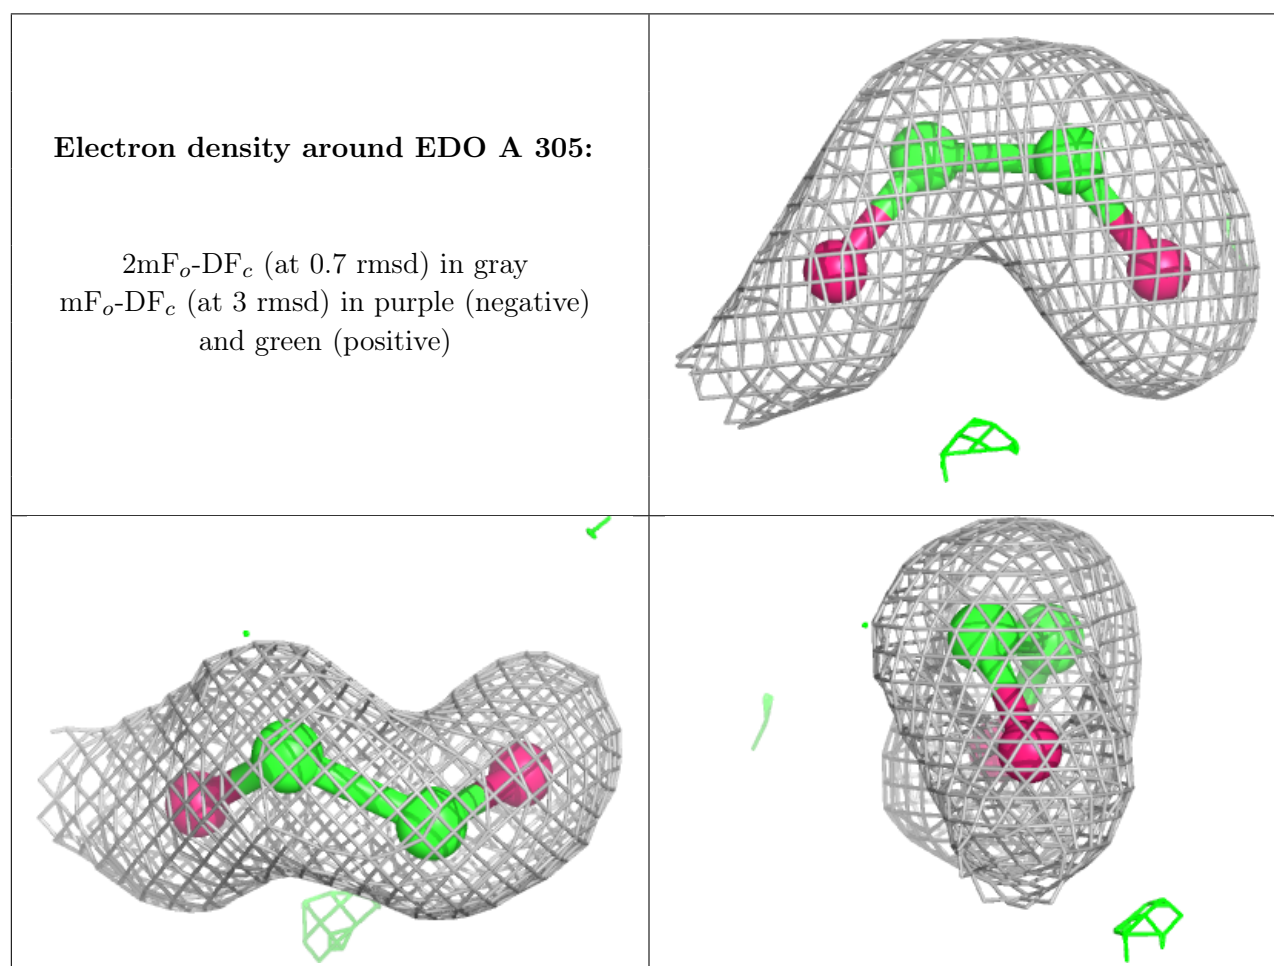 Electron density around EDO A 305:
2mFo-DFc (at 0.7 rmsd) in gray
mFo-DFc (at 3 rmsd) in purple (negative)
and green (positive)